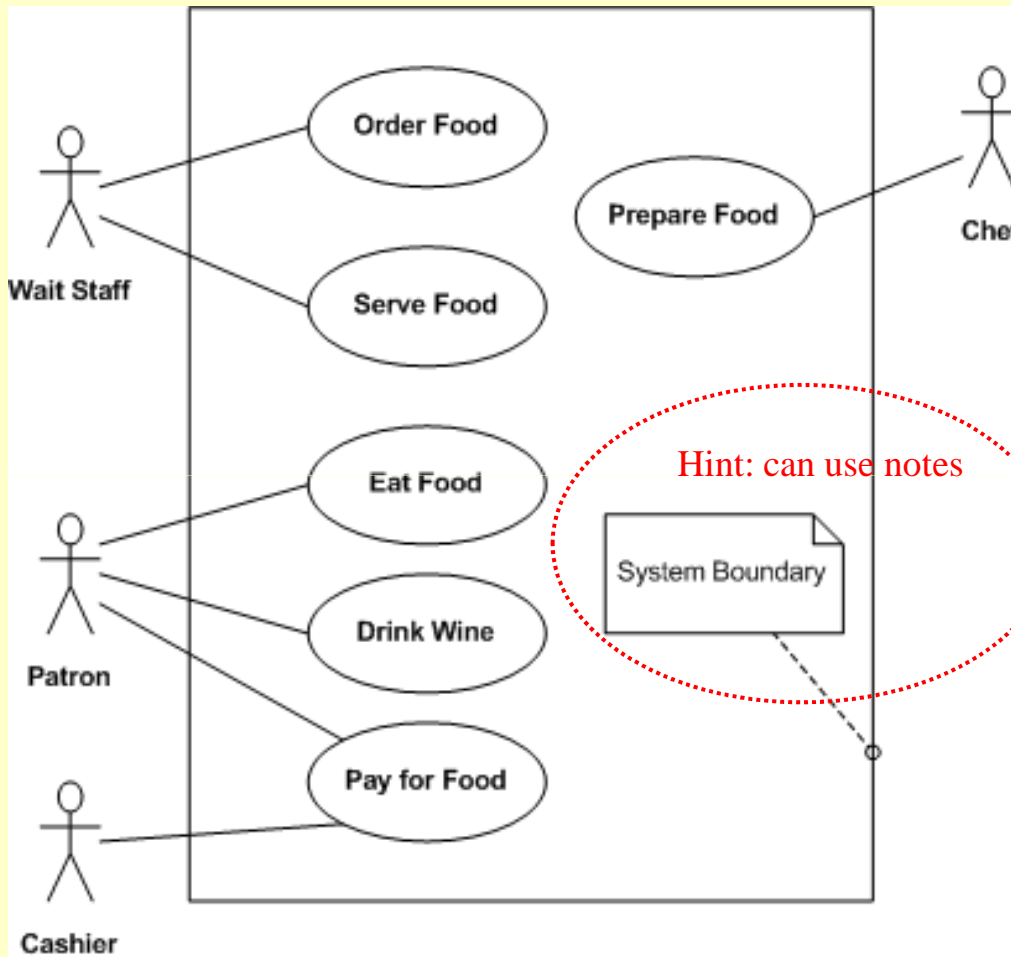 Order Food
Prepare Food
Che
Wait Staff
Serve Food
Eat Food
Hint: can use notes
System Boundary
Drink Wine
Patron
Pay for Food
Cashier